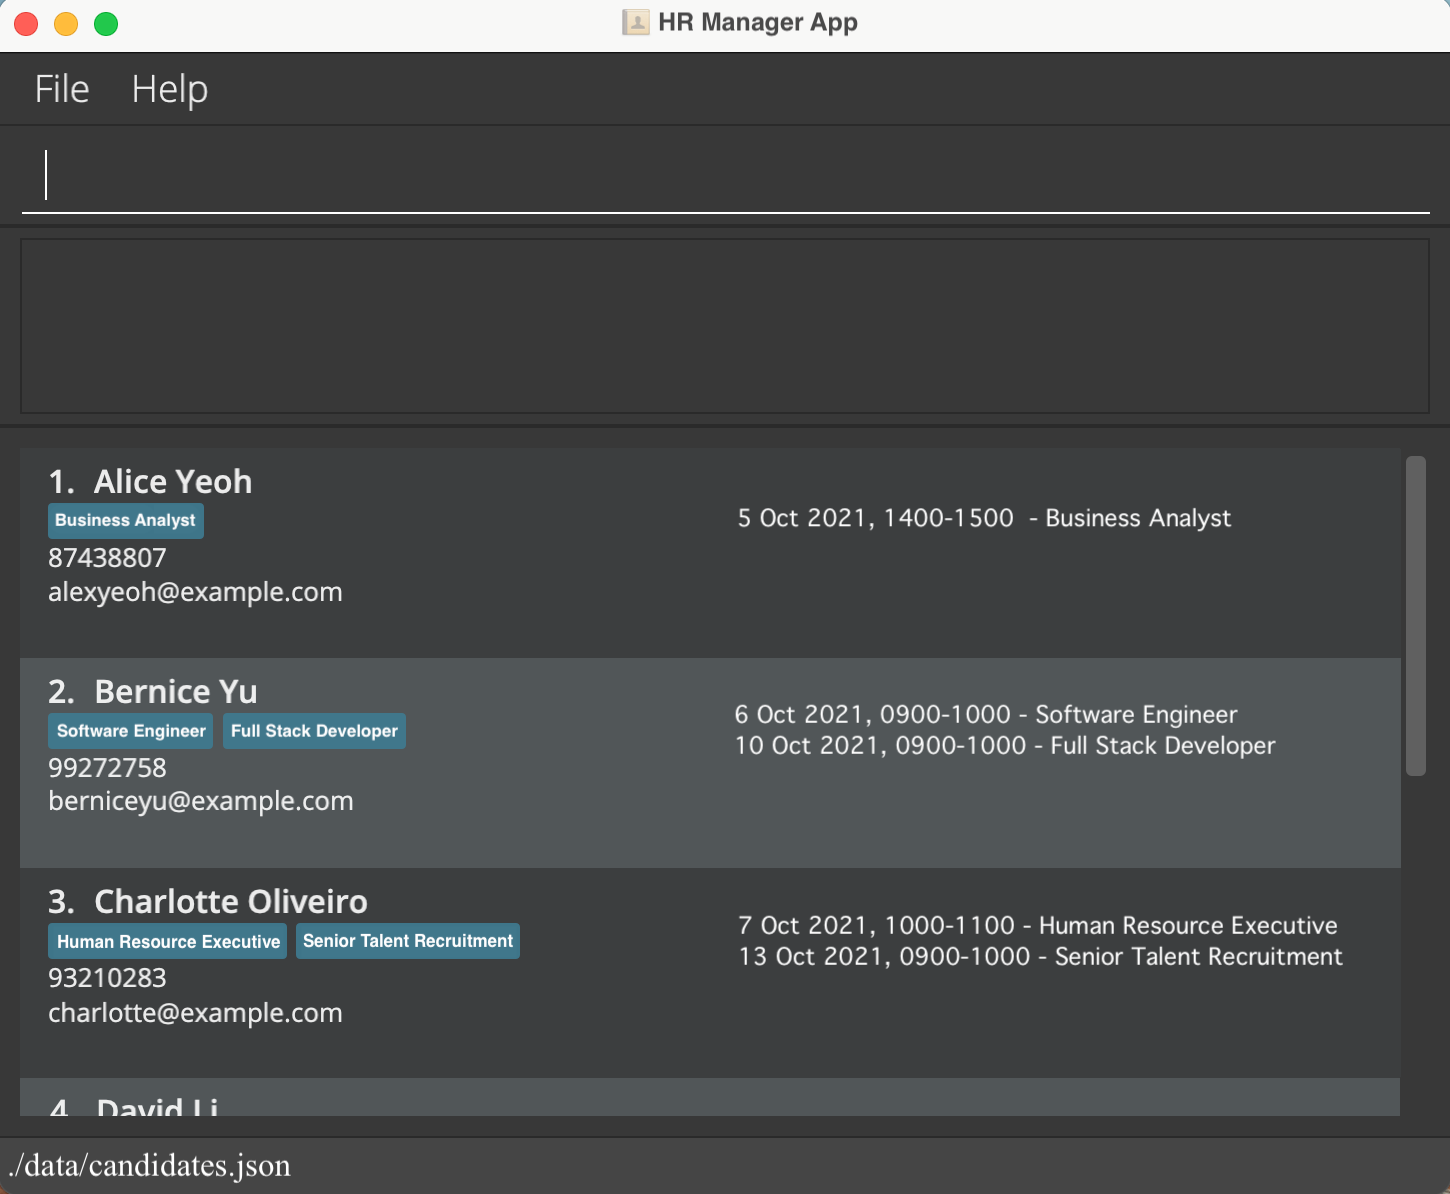 HR Manager App
File Help
1. Alice Yeoh
Business Analyst
87438807
alexyeoh@example.com
5 Oct 2021, 1400-1500 - Business Analyst
2. Bernice Yu
Software Engineer Full Stack Developer
99272758
berniceyu@example.com
6 Oct 2021, 0900-1000 - Software Engineer
10 Oct 2021, 0900-1000 - Full Stack Developer
3. Charlotte Oliveiro
Human Resource Executive Senior Talent Recruitment
93210283
charlotte@example.com
7 Oct 2021, 1000-1100 - Human Resource Executive
13 Oct 2021, 0900-1000 - Senior Talent Recruitment
4. David Li
./data/candidates.json